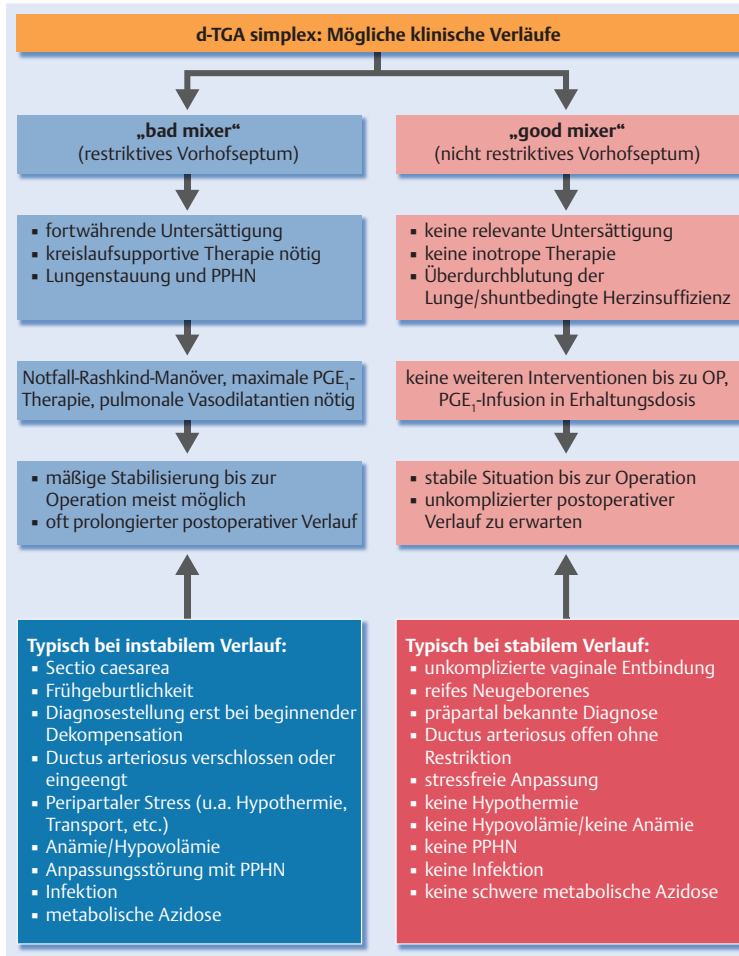 d-TGA simplex: Mögliche klinische Verläufe
„bad mixer“
(restriktives Vorhofseptum)
▪ fortwährende Untersättigung
▪ kreislaufsupportive Therapie nötig
▪ Lungenstauung und PPHN
Notfall-Rashkind-Manöver, maximale PGE₁-
Therapie, pulmonale Vasodilatantien nötig
▪ mäßige Stabilisierung bis zur
Operation meist möglich
▪ oft prolongierter postoperativer Verlauf
Typisch bei instabilem Verlauf:
▪ Sectio caesarea
▪ Frühgeburtlichkeit
▪ Diagnosestellung erst bei beginnender
Dekompensation
▪ Ductus arteriosus verschlossen oder
eingeengt
▪ Peripartaler Stress (u.a. Hypothermie,
Transport, etc.)
▪ Anämie/Hypovolämie
▪ Anpassungsstörung mit PPHN
▪ Infektion
▪ metabolische Azidose
„good mixer“
(nicht restriktives Vorhofseptum)
▪ keine relevante Untersättigung
▪ keine inotrope Therapie
▪ Überdurchblutung der
Lunge/shuntbedingte Herzinsuffizienz
keine weiteren Interventionen bis zu OP,
PGE₁-Infusion in Erhaltungsdosis
▪ stabile Situation bis zur Operation
▪ unkomplizierter postoperativer
Verlauf zu erwarten
Typisch bei stabilem Verlauf:
▪ unkomplizierte vaginale Entbindung
▪ reifes Neugeborenes
▪ präpartal bekannte Diagnose
▪ Ductus arteriosus offen ohne
Restriktion
▪ stressfreie Anpassung
▪ keine Hypothermie
▪ keine Hypovolämie/keine Anämie
▪ keine PPHN
▪ keine Infektion
▪ keine schwere metabolische Azidose